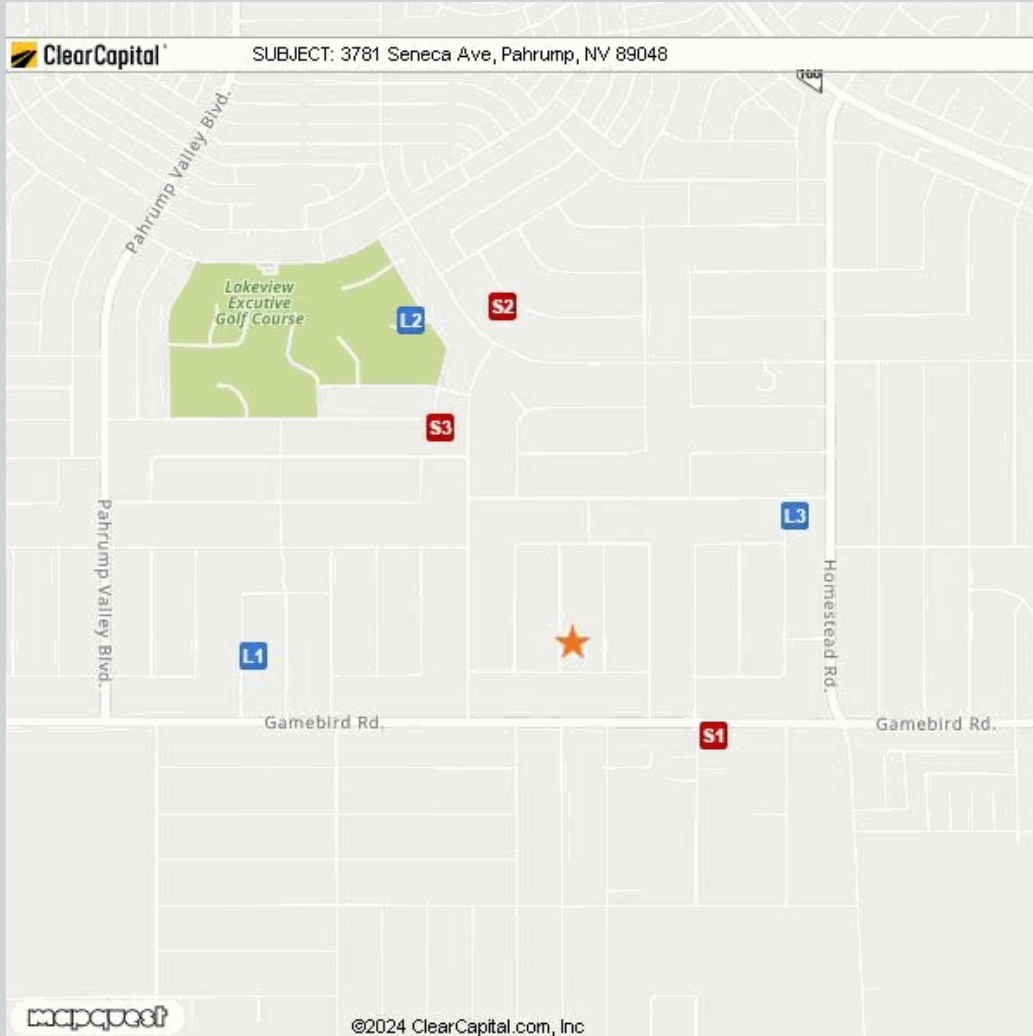 ClearCapital
SUBJECT: 3781 Seneca Ave, Pahrump, NV 89048
160
Pahrump Valley Blvd.
Lakeview
Excutive
Golf Course
L2
S2
S3
L3
Pahrump Valley Blvd.
Homestead Rd.
L1
Gamebird Rd.
S1
Gamebird Rd.
mapquest
©2024 ClearCapital.com, Inc